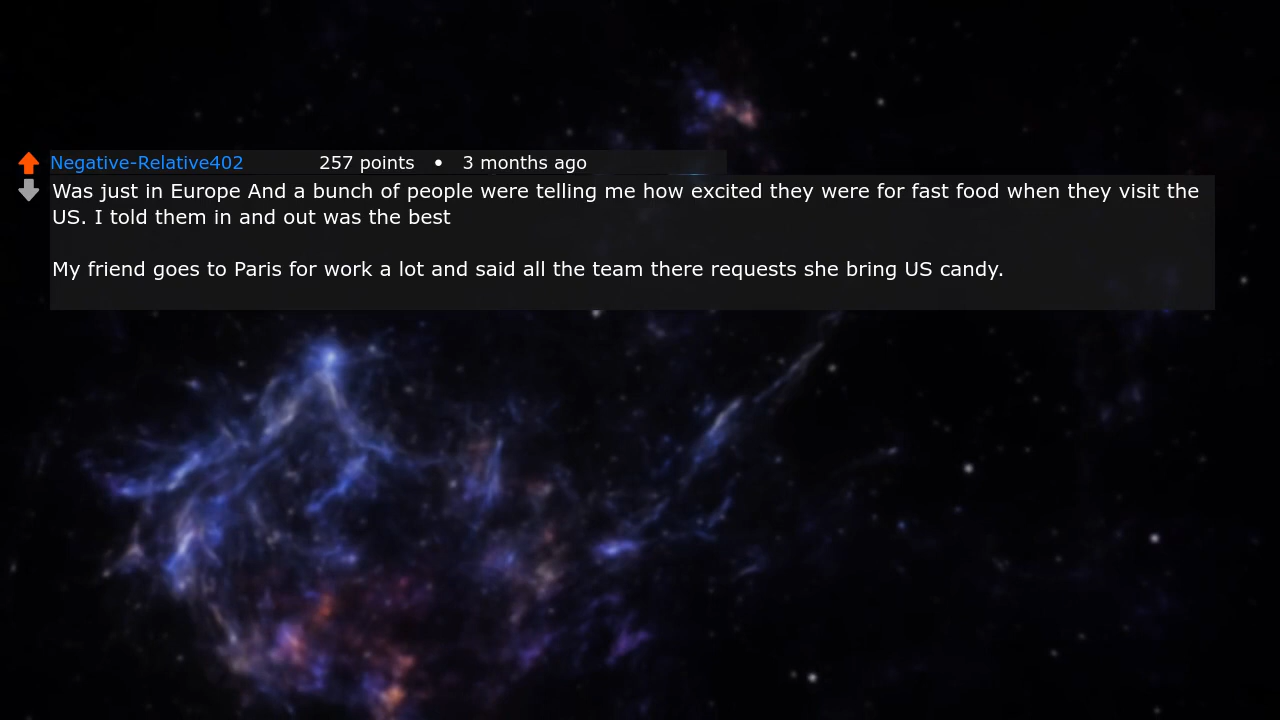 Negative-Relative402 257 points • 3 months ago
Was just in Europe And a bunch of people were telling me how excited they were for fast food when they visit the
US. I told them in and out was the best
My friend goes to Paris for work a lot and said all the team there requests she bring US candy.